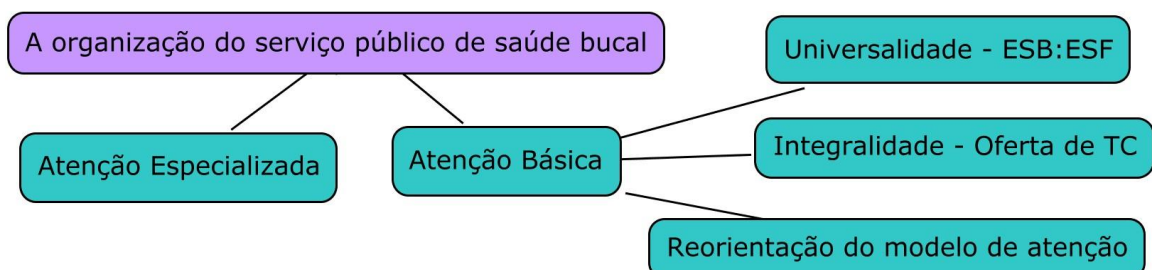 A organização do serviço público de saúde bucal
Universalidade - ESB:ESF
Atenção Especializada
Atenção Básica
Integralidade - Oferta de TC
Reorientação do modelo de atenção